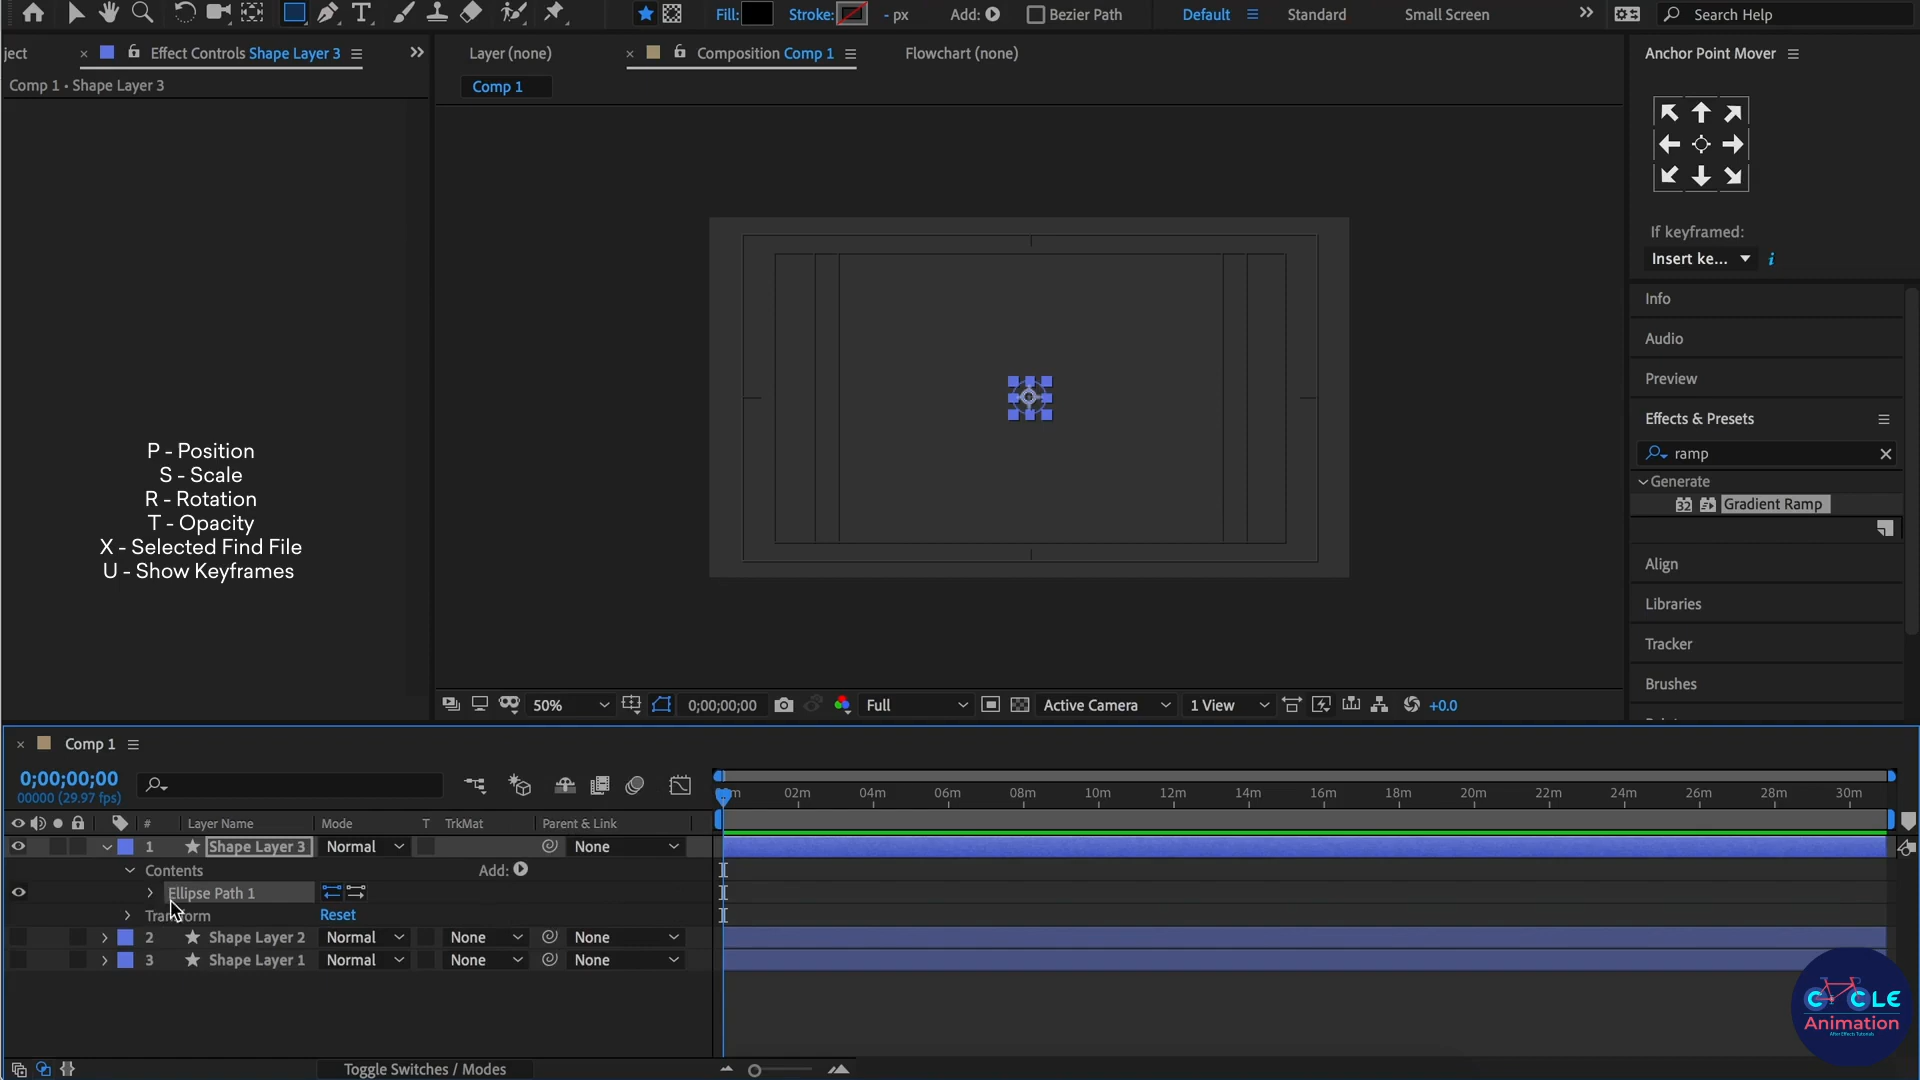 Fill:
Stroke:
- px
Add:
Bezier Path
Default
Standard
Small Screen
Search Help
ject
Effect Controls Shape Layer 3
Layer (none)
Composition Comp 1
Flowchart (none)
Anchor Point Mover
Comp 1 • Shape Layer 3
Comp 1
If keyframed:
Insert ke...
Info
Audio
Preview
Effects & Presets
ramp
Generate
32
Gradient Ramp
Align
Libraries
Tracker
Brushes
P - Position
S - Scale
R - Rotation
T - Opacity
X - Selected Find File
U - Show Keyframes
50%
0;00;00;00
Full
Active Camera
1 View
+0.0
Comp 1
0;00;00;00
00000 (29.97 fps)
02m 04m 06m 08m 10m 12m 14m 16m 18m 20m 22m 24m 26m 28m 30m
# Layer Name Mode T TrkMat Parent & Link
1 Shape Layer 3 Normal None
Contents Add:
Ellipse Path 1
Transform Reset
2 Shape Layer 2 Normal None None
3 Shape Layer 1 Normal None None
Toggle Switches / Modes
CYCLE
Animation
After Effects Tutorials